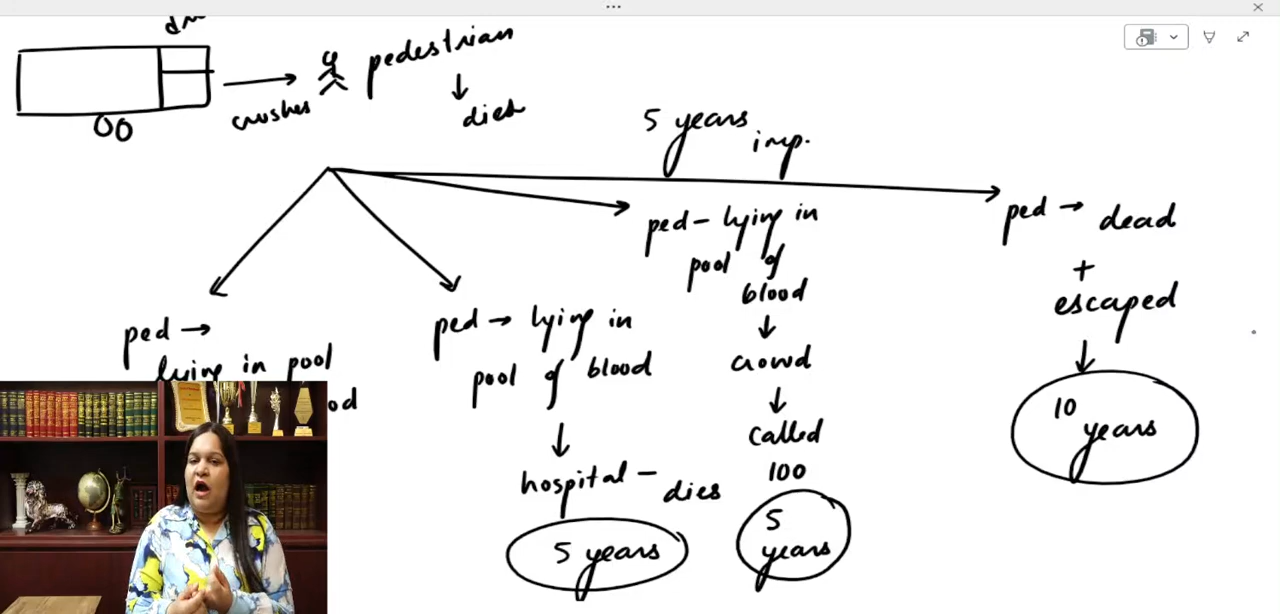 crushes
pedestrian
dies
5 years
imp.
ped →
lying in pool
od
ped → lying in
pool of blood
hospital - dies
5 years
ped - lying in
pool of
blood
crowd
called
100
5
years
ped → dead
+
escaped
10
years